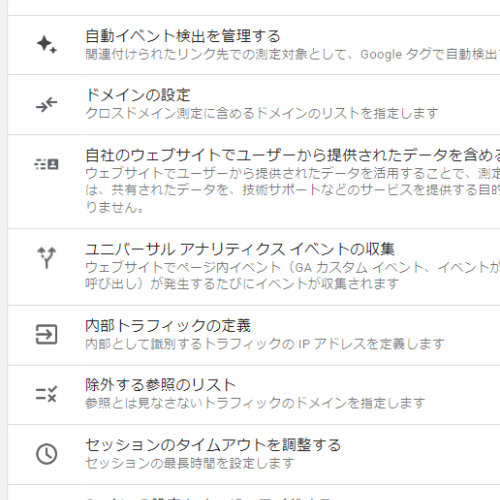 自動イベント検出を管理する
関連付けられたリンク先での測定対象として、Google タグで自動検出
ドメインの設定
クロスドメイン測定に含めるドメインのリストを指定します
自社のウェブサイトでユーザーから提供されたデータを含める
ウェブサイトでユーザーから提供されたデータを活用することで、測定
は、共有されたデータを、技術サポートなどのサービスを提供する目的
りません。
ユニバーサル アナリティクス イベントの収集
ウェブサイトでページ内イベント（GA カスタム イベント、イベントが
呼び出し）が発生するたびにイベントが収集されます
内部トラフィックの定義
内部として識別するトラフィックの IP アドレスを定義します
除外する参照のリスト
参照とは見なさないトラフィックのドメインを指定します
セッションのタイムアウトを調整する
セッションの最長時間を設定します